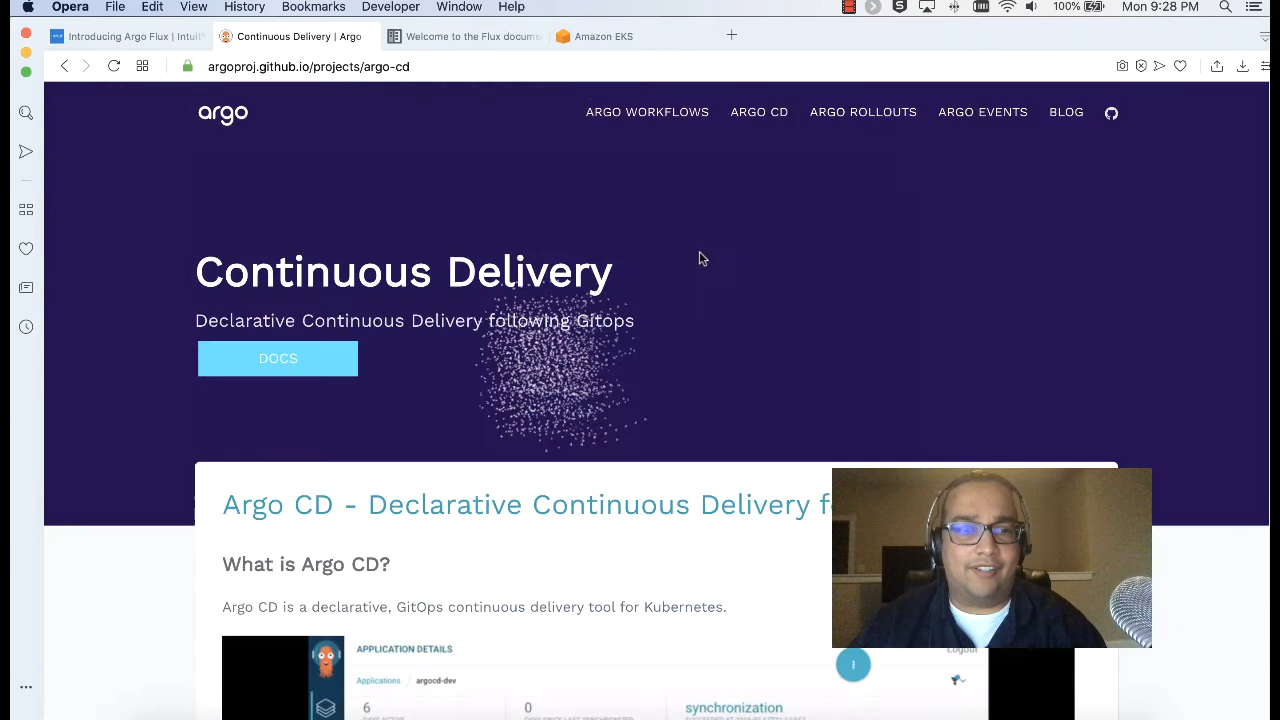 Opera File Edit View History Bookmarks Developer Window Help 100% Mon 9:28 PM
Introducing Argo Flux | Intuit Continuous Delivery | Argo Welcome to the Flux docume Amazon EKS
argoproj.github.io/projects/argo-cd
argo ARGO WORKFLOWS ARGO CD ARGO ROLLOUTS ARGO EVENTS BLOG
Continuous Delivery
Declarative Continuous Delivery following Gitops
DOCS
Argo CD - Declarative Continuous Delivery f
What is Argo CD?
Argo CD is a declarative, GitOps continuous delivery tool for Kubernetes.
APPLICATION DETAILS Logout
Applications / argocd-dev
6 0 synchronization